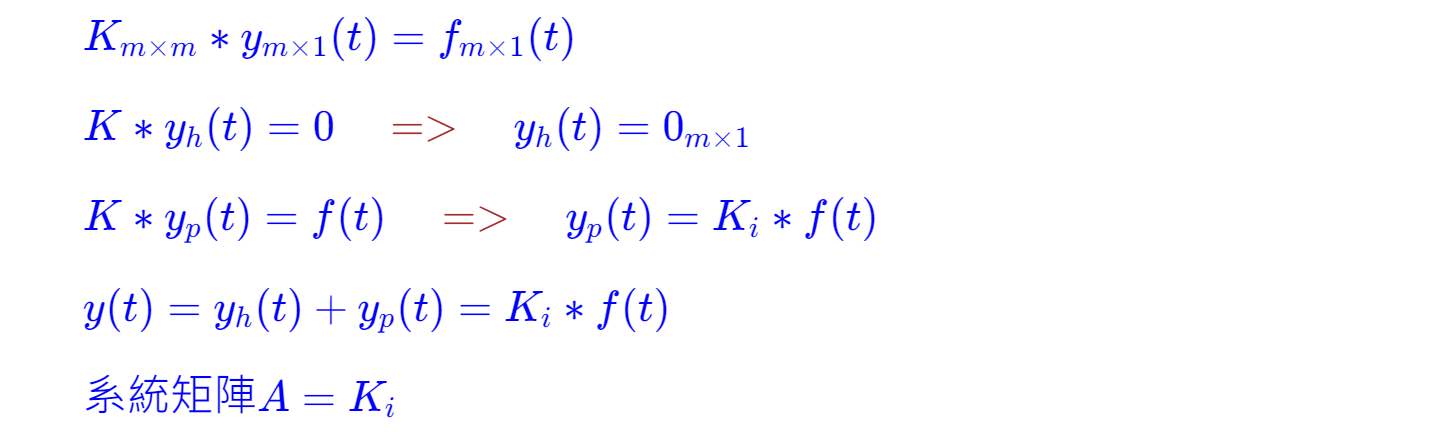 K_{m×m} ∗ y_{m×1}(t) = f_{m×1}(t)
K ∗ y_h(t) = 0 => y_h(t) = 0_{m×1}
K ∗ y_p(t) = f(t) => y_p(t) = K_i ∗ f(t)
y(t) = y_h(t) + y_p(t) = K_i ∗ f(t)
系統矩陣A = K_i